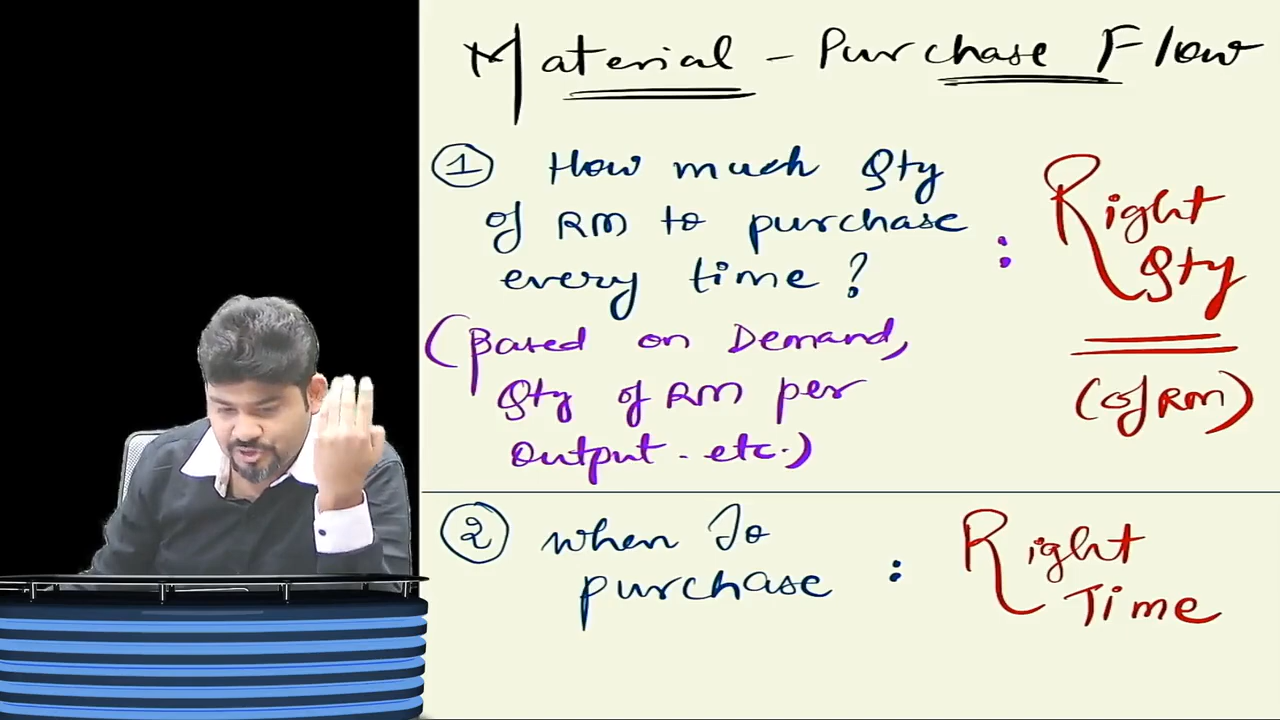 Material - Purchase Flow
① How much Qty
of RM to purchase
every time ?
: Right
Qty
(of RM)
(Based on Demand,
Qty of RM per
output. etc.)
② when To
purchase : Right
Time